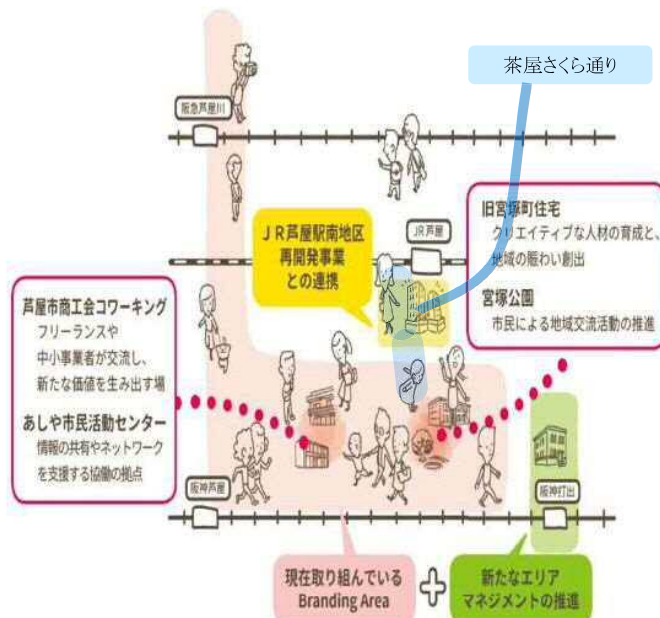 茶屋さくら通り
阪急芦屋川
JR芦屋駅南地区
再開発事業
との連携
JR芦屋
旧宮塚町住宅
クリエイティブな人材の育成と、
地域の賑わい創出
宮塚公園
市民による地域交流活動の推進
芦屋市商工会コワーキング
フリーランスや
中小事業者が交流し、
新たな価値を生み出す場
あしや市民活動センター
情報の共有やネットワーク
を支援する協働の拠点
阪神芦屋
阪神打出
現在取り組んでいる
Branding Area
新たなエリア
マネジメントの推進